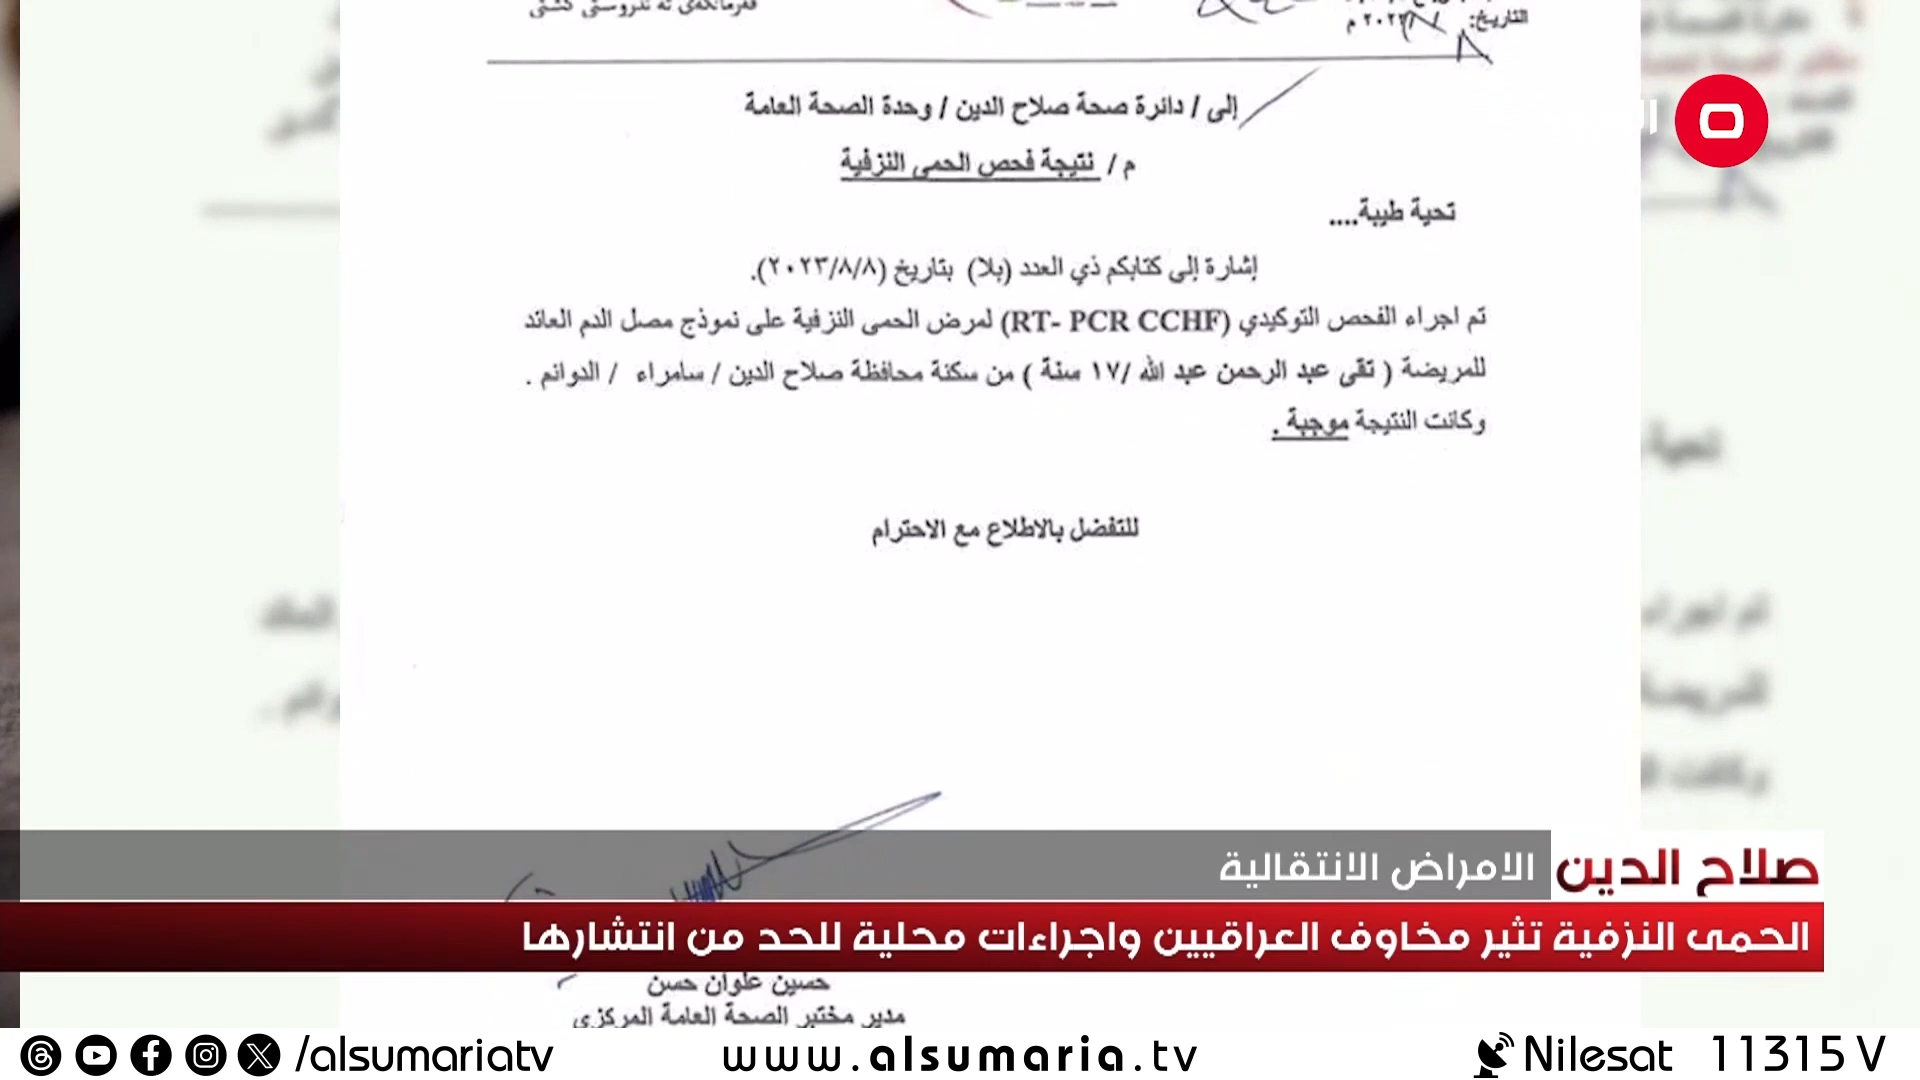 التاريخ:
إلى / دائرة صحة صلاح الدين / وحدة الصحة العامة
م / نتيجة فحص الحمى النزفية
تحية طيبة....
إشارة إلى كتابكم ذي العدد (بلا) بتاريخ (٢٠٢٣/٨/٨).
تم اجراء الفحص التوكيدي (RT- PCR CCHF) لمرض الحمى النزفية على نموذج مصل الدم العائد
للمريضة ( تقى عبد الرحمن عبد الله /١٧ سنة ) من سكنة محافظة صلاح الدين / سامراء / الدوانم .
وكانت النتيجة موجبة .
للتفضل بالاطلاع مع الاحترام
صلاح الدين
الامراض الانتقالية
الحمى النزفية تثير مخاوف العراقيين واجراءات محلية للحد من انتشارها
حسين علوان حسن
مدير مختبر الصحة العامة المركزي
/alsumariatv
www.alsumaria.tv
Nilesat 11315 V